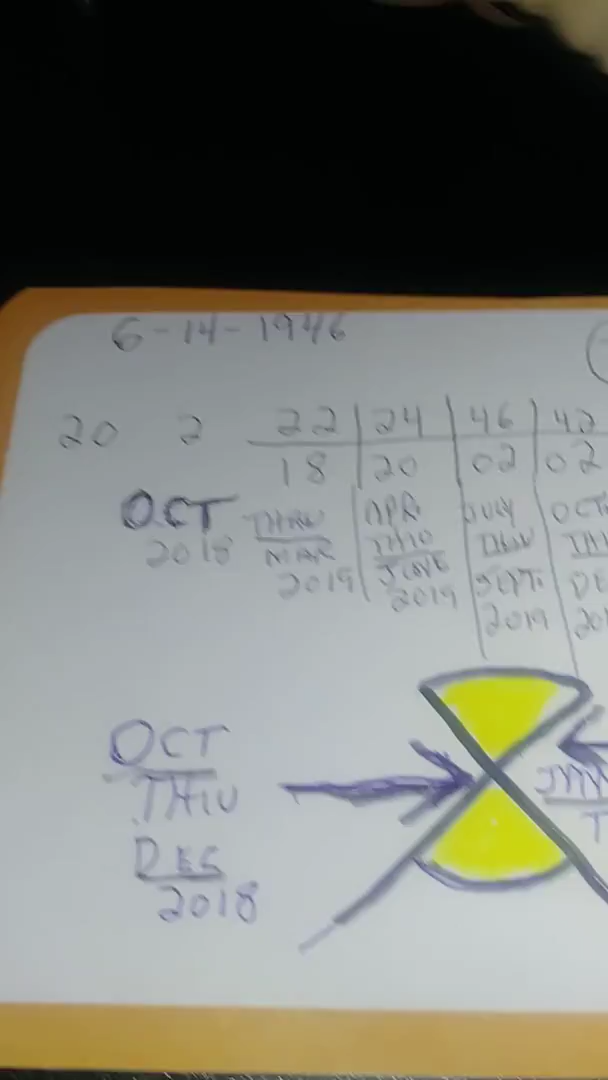 6-14-1946
20 2 22 24 46 42
18 20 02 02
OCT THRU APR JULY OCT
2018 MAR THRU THRU
2019 JUNE SEPT.
2019 2019
OCT
THRU
DEC
2018